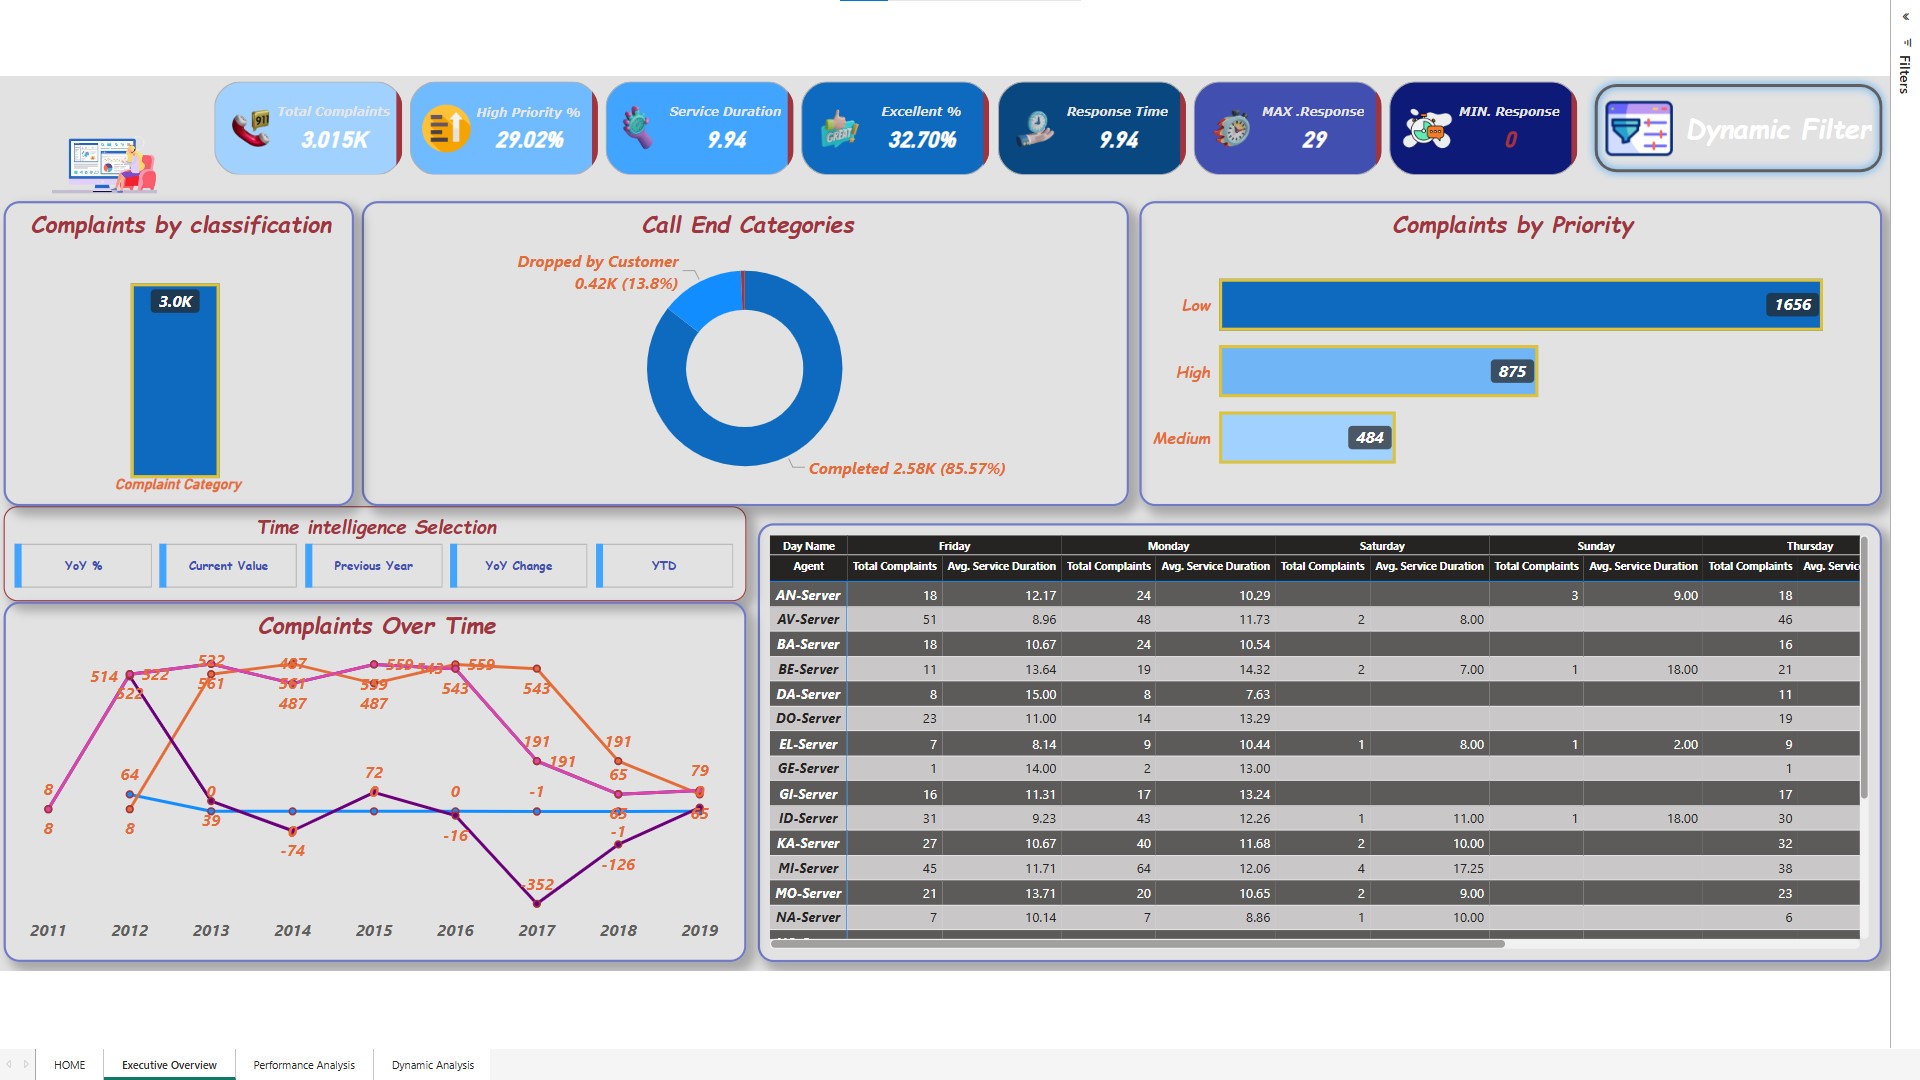 Total Complaints
3.015K
High Priority %
29.02%
Service Duration
9.94
Excellent %
32.70%
Response Time
9.94
MAX .Response
29
MIN. Response
0
Dynamic Filter
Filters
911
GREAT!
Complaints by classification
3.0K
Complaint Category
Call End Categories
Dropped by Customer
0.42K (13.8%)
Completed 2.58K (85.57%)
Complaints by Priority
Low 1656
High 875
Medium 484
Time intelligence Selection
YoY % Current Value Previous Year YoY Change YTD
Complaints Over Time
514 522 522 487 559 543 559
522 561 561 559 543 543
487 487
191 191
191
64 72 65 79
8 0 0 0 -1 0
8 8 39 0 -16 65 65
-74 -1
-126
-352
2011 2012 2013 2014 2015 2016 2017 2018 2019
Day Name Friday Monday Saturday Sunday Thursday
Agent Total Complaints Avg. Service Duration Total Complaints Avg. Service Duration Total Complaints Avg. Service Duration Total Complaints Avg. Service Duration Total Complaints Avg. Service
AN-Server 18 12.17 24 10.29 3 9.00 18
AV-Server 51 8.96 48 11.73 2 8.00 46
BA-Server 18 10.67 24 10.54 16
BE-Server 11 13.64 19 14.32 2 7.00 1 18.00 21
DA-Server 8 15.00 8 7.63 11
DO-Server 23 11.00 14 13.29 19
EL-Server 7 8.14 9 10.44 1 8.00 1 2.00 9
GE-Server 1 14.00 2 13.00 1
GI-Server 16 11.31 17 13.24 17
ID-Server 31 9.23 43 12.26 1 11.00 1 18.00 30
KA-Server 27 10.67 40 11.68 2 10.00 32
MI-Server 45 11.71 64 12.06 4 17.25 38
MO-Server 21 13.71 20 10.65 2 9.00 23
NA-Server 7 10.14 7 8.86 1 10.00 6
HOME Executive Overview Performance Analysis Dynamic Analysis